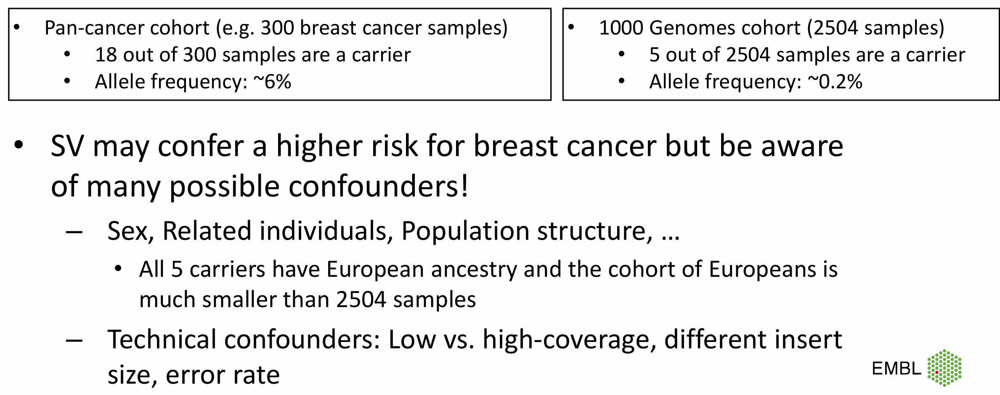 • Pan-cancer cohort (e.g. 300 breast cancer samples)
• 18 out of 300 samples are a carrier
• Allele frequency: ~6%
• 1000 Genomes cohort (2504 samples)
• 5 out of 2504 samples are a carrier
• Allele frequency: ~0.2%
• SV may confer a higher risk for breast cancer but be aware
of many possible confounders!
– Sex, Related individuals, Population structure, …
• All 5 carriers have European ancestry and the cohort of Europeans is
much smaller than 2504 samples
– Technical confounders: Low vs. high-coverage, different insert
size, error rate
EMBL